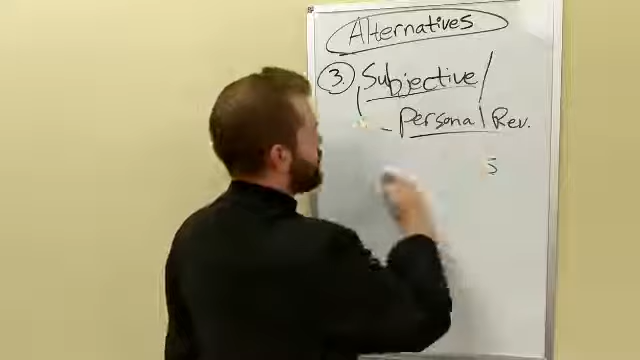 Alternatives
3. Subjective/
Personal Rev.
s